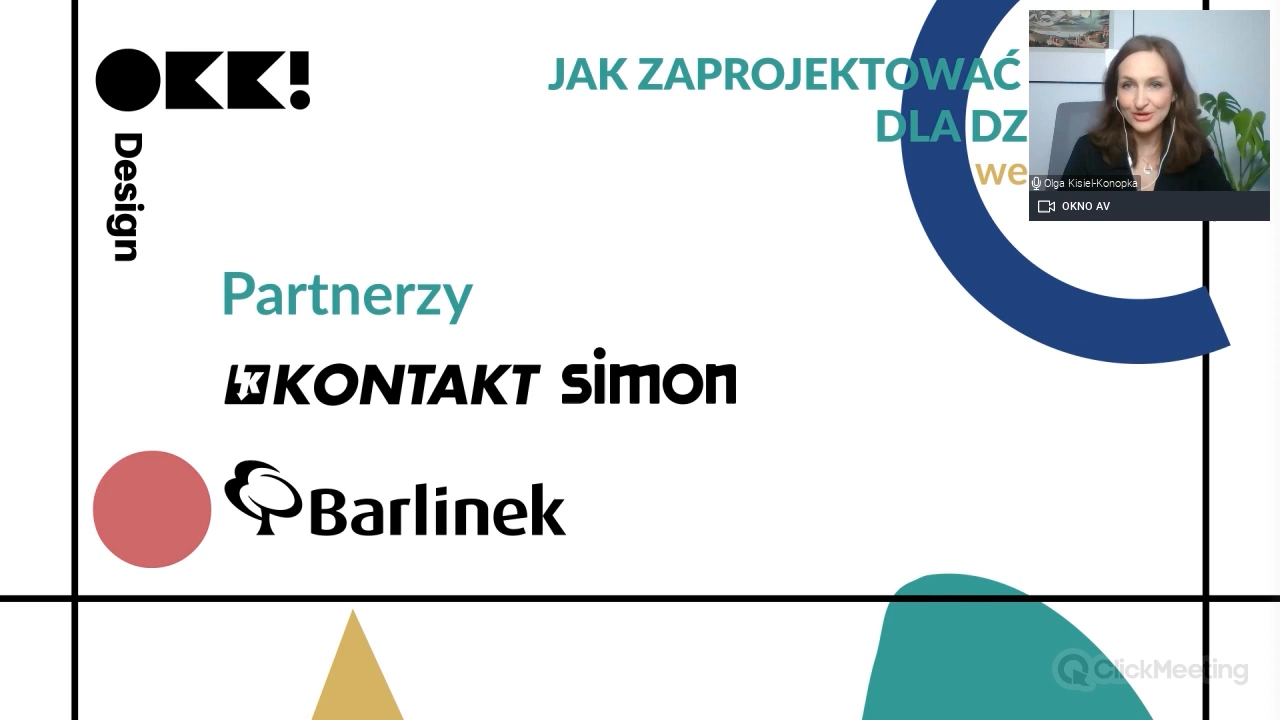 OKK!
Design
JAK ZAPROJEKTOWAĆ
DLA DZ
we
Olga Kisiel-Konopka
OKNO AV
Partnerzy
KONTAKT simon
Barlinek
ClickMeeting